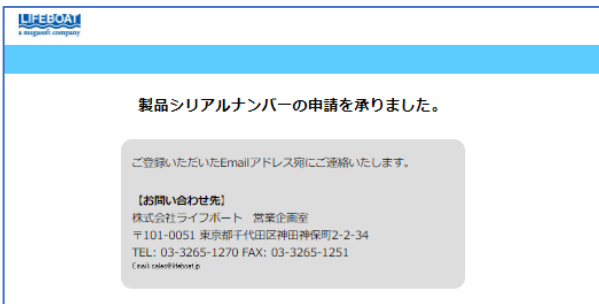 LIFEBOAT
a megasoft company
製品シリアルナンバーの申請を承りました。
ご登録いただいたEmailアドレス宛にご連絡いたします。
【お問い合わせ先】
株式会社ライフボート　営業企画室
〒101-0051 東京都千代田区神田神保町2-2-34
TEL: 03-3265-1270 FAX: 03-3265-1251
Email: sales@lifeboat.jp